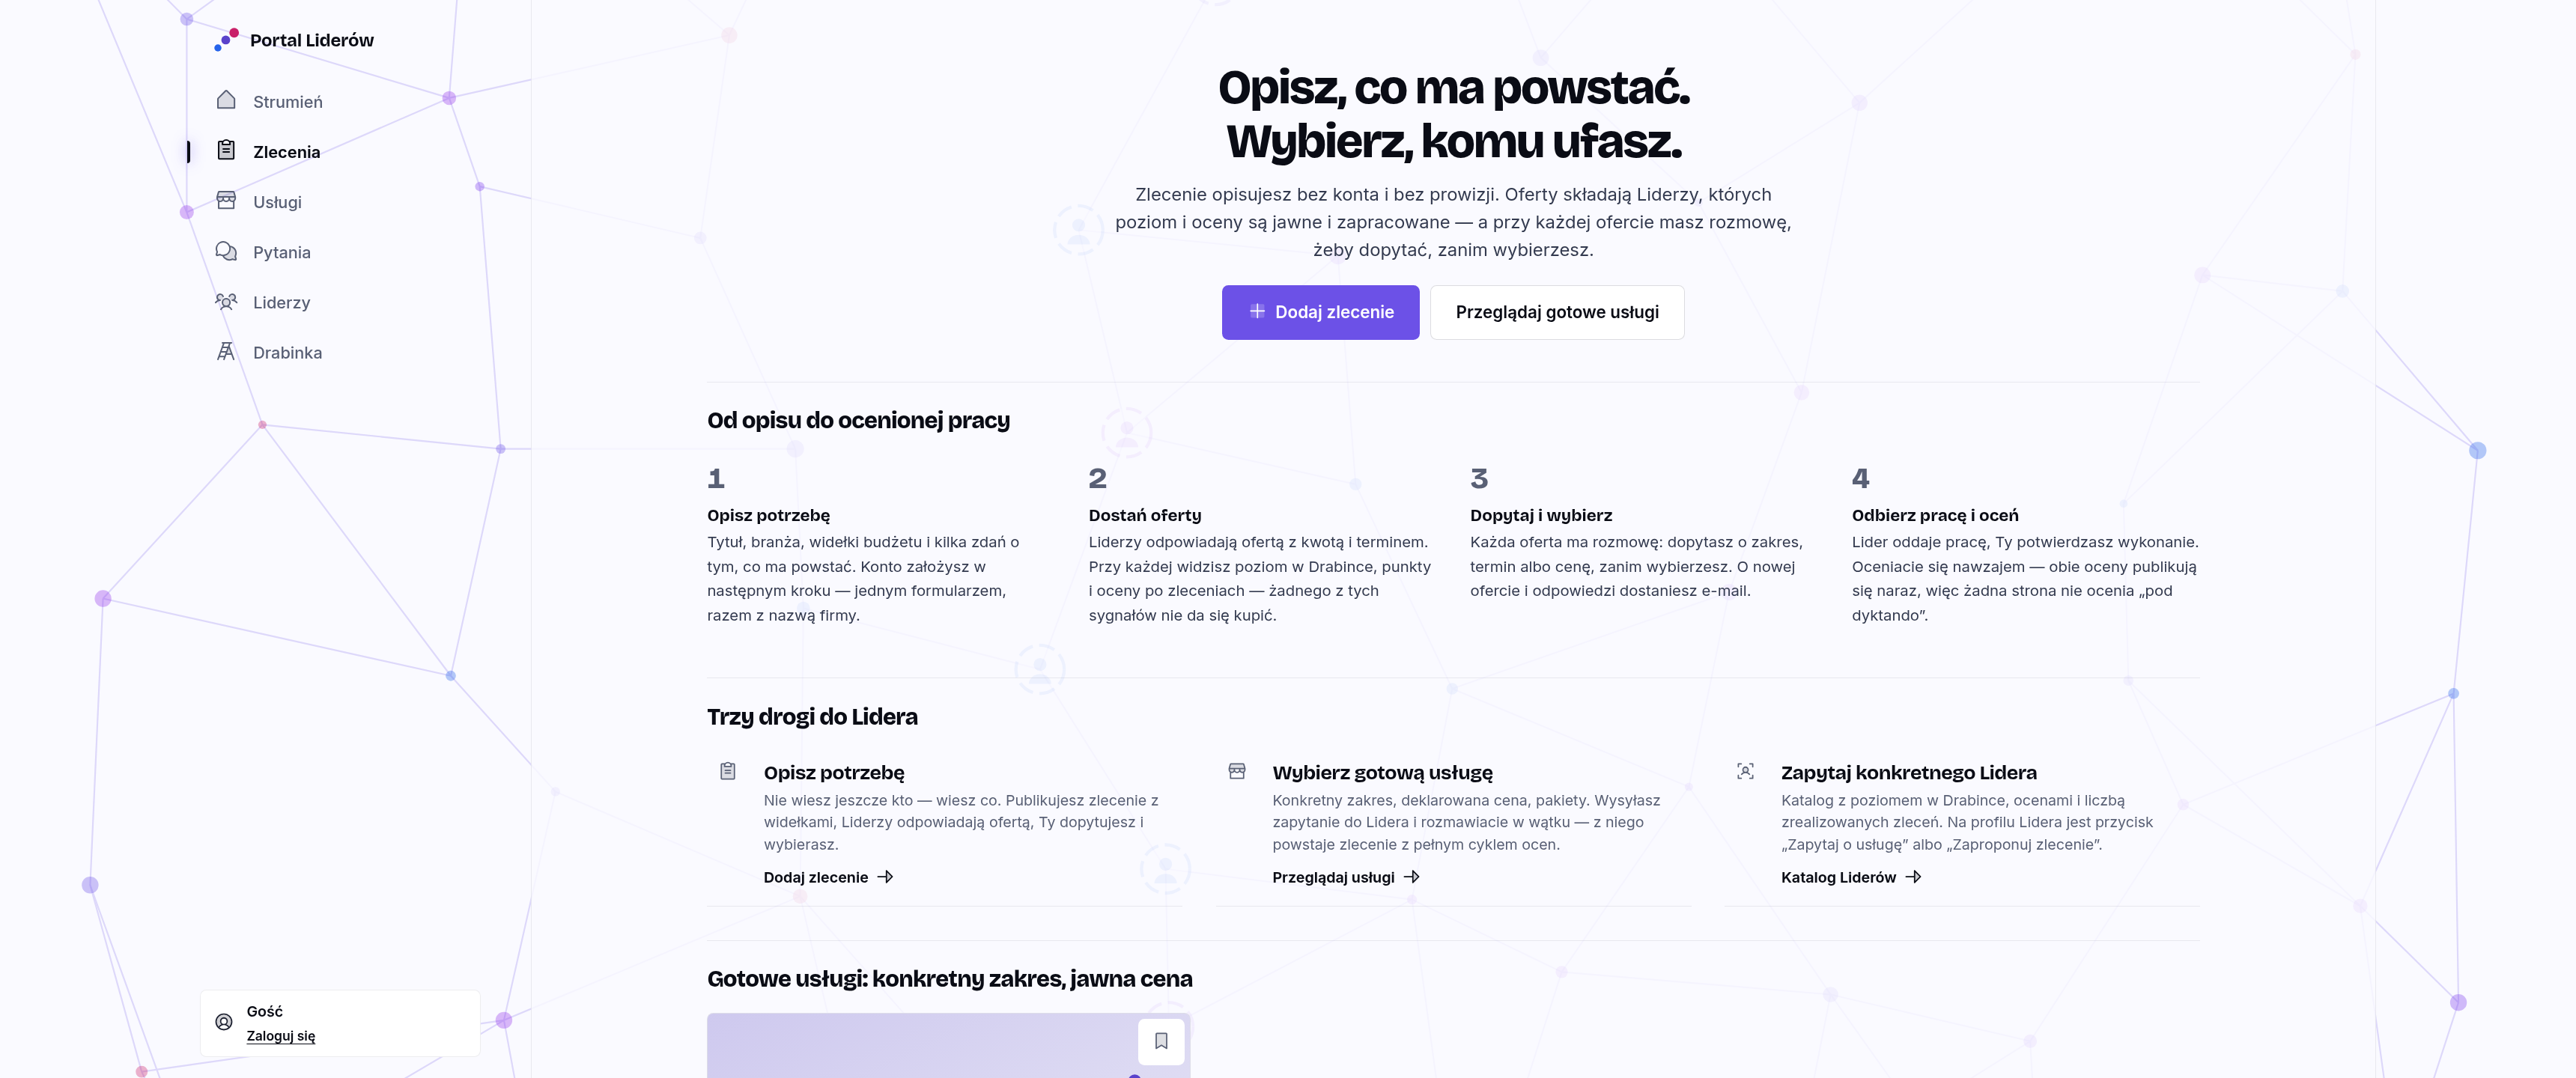 Portal Liderów
Strumień
Zlecenia
Usługi
Pytania
Liderzy
Drabinka
Gość
Zaloguj się
Opisz, co ma powstać.
Wybierz, komu ufasz.
Zlecenie opisujesz bez konta i bez prowizji. Oferty składają Liderzy, których
poziom i oceny są jawne i zapracowane — a przy każdej ofercie masz rozmowę,
żeby dopytać, zanim wybierzesz.
Dodaj zlecenie
Przeglądaj gotowe usługi
Od opisu do ocenionej pracy
1
Opisz potrzebę
Tytuł, branża, widełki budżetu i kilka zdań o
tym, co ma powstać. Konto założysz w
następnym kroku — jednym formularzem,
razem z nazwą firmy.
2
Dostań oferty
Liderzy odpowiadają ofertą z kwotą i terminem.
Przy każdej widzisz poziom w Drabince, punkty
i oceny po zleceniach — żadnego z tych
sygnałów nie da się kupić.
3
Dopytaj i wybierz
Każda oferta ma rozmowę: dopytasz o zakres,
termin albo cenę, zanim wybierzesz. O nowej
ofercie i odpowiedzi dostaniesz e-mail.
4
Odbierz pracę i oceń
Lider oddaje pracę, Ty potwierdzasz wykonanie.
Oceniacie się nawzajem — obie oceny publikują
się naraz, więc żadna strona nie ocenia „pod
dyktando”.
Trzy drogi do Lidera
Opisz potrzebę
Nie wiesz jeszcze kto — wiesz co. Publikujesz zlecenie z
widełkami, Liderzy odpowiadają ofertą, Ty dopytujesz i
wybierasz.
Dodaj zlecenie
Wybierz gotową usługę
Konkretny zakres, deklarowana cena, pakiety. Wysyłasz
zapytanie do Lidera i rozmawiacie w wątku — z niego
powstaje zlecenie z pełnym cyklem ocen.
Przeglądaj usługi
Zapytaj konkretnego Lidera
Katalog z poziomem w Drabince, ocenami i liczbą
zrealizowanych zleceń. Na profilu Lidera jest przycisk
„Zapytaj o usługę” albo „Zaproponuj zlecenie”.
Katalog Liderów
Gotowe usługi: konkretny zakres, jawna cena